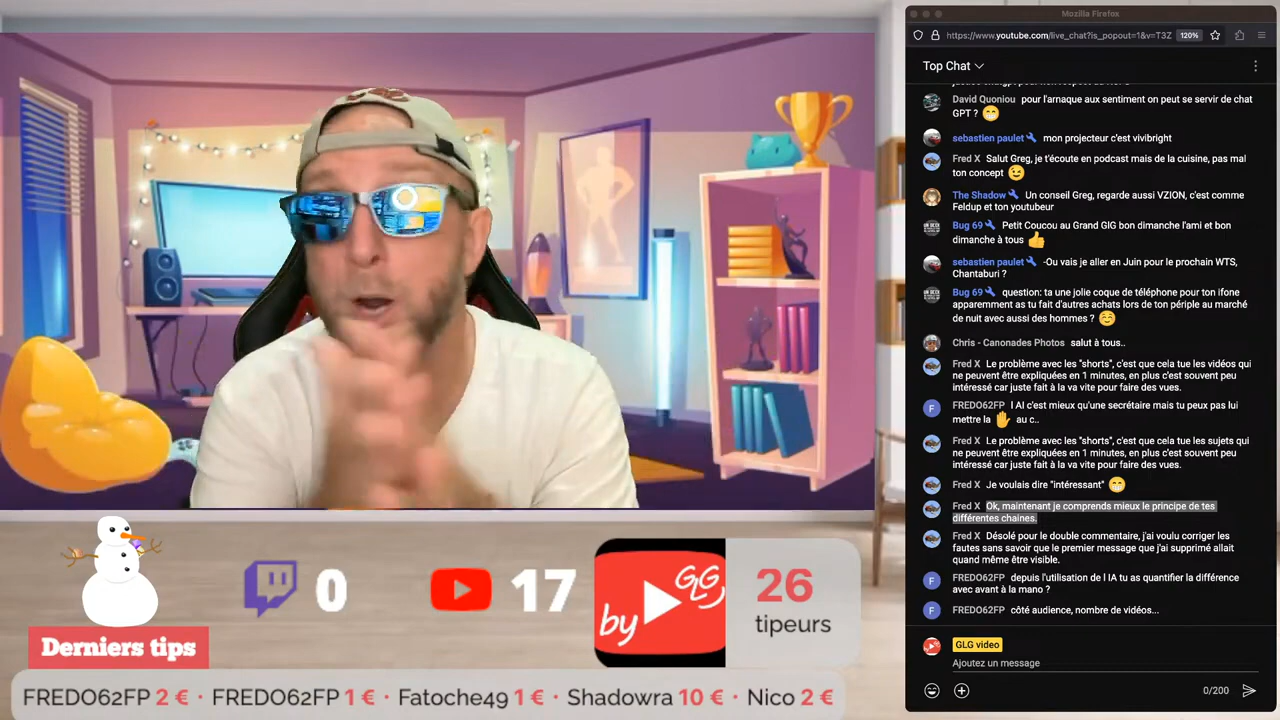 Mozilla Firefox
https://www.youtube.com/live_chat?is_popout=1&v=T3Z
120%
Top Chat
David Quoniou pour l'arnaque aux sentiment on peut se servir de chat
GPT ? 😁
sebastien paulet mon projecteur c'est vivibright
Fred X Salut Greg, je t'écoute en podcast mais de la cuisine, pas mal
ton concept 😉
The Shadow Un conseil Greg, regarde aussi VZION, c'est comme
Feldup et ton youtubeur
Bug 69 Petit Coucou au Grand GIG bon dimanche l'ami et bon
dimanche à tous 👍
sebastien paulet -Ou vais je aller en Juin pour le prochain WTS,
Chantaburi ?
Bug 69 question: ta une jolie coque de téléphone pour ton ifone
apparemment as tu fait d'autres achats lors de ton périple au marché
de nuit avec aussi des hommes ? ☺️
Chris - Canonades Photos salut à tous..
Fred X Le problème avec les "shorts", c'est que cela tue les vidéos qui
ne peuvent être expliquées en 1 minutes, en plus c'est souvent peu
intéressé car juste fait à la va vite pour faire des vues.
F FREDO62FP l AI c'est mieux qu'une secrétaire mais tu peux pas lui
mettre la ✋ au c..
Fred X Le problème avec les "shorts", c'est que cela tue les sujets qui
ne peuvent être expliquées en 1 minutes, en plus c'est souvent peu
intéressé car juste fait à la va vite pour faire des vues.
Fred X Je voulais dire "intéressant" 😁
Fred X Ok, maintenant je comprends mieux le principe de tes
différentes chaines.
Fred X Désolé pour le double commentaire, j'ai voulu corriger les
fautes sans savoir que le premier message que j'ai supprimé allait
quand même être visible.
F FREDO62FP depuis l'utilisation de l IA tu as quantifier la différence
avec avant à la mano ?
F FREDO62FP côté audience, nombre de vidéos...
GLG video
Ajoutez un message
0/200
0
17
by GLG
26
tipeurs
Derniers tips
FREDO62FP 2 € · FREDO62FP 1 € · Fatoche49 1 € · Shadowra 10 € · Nico 2 €